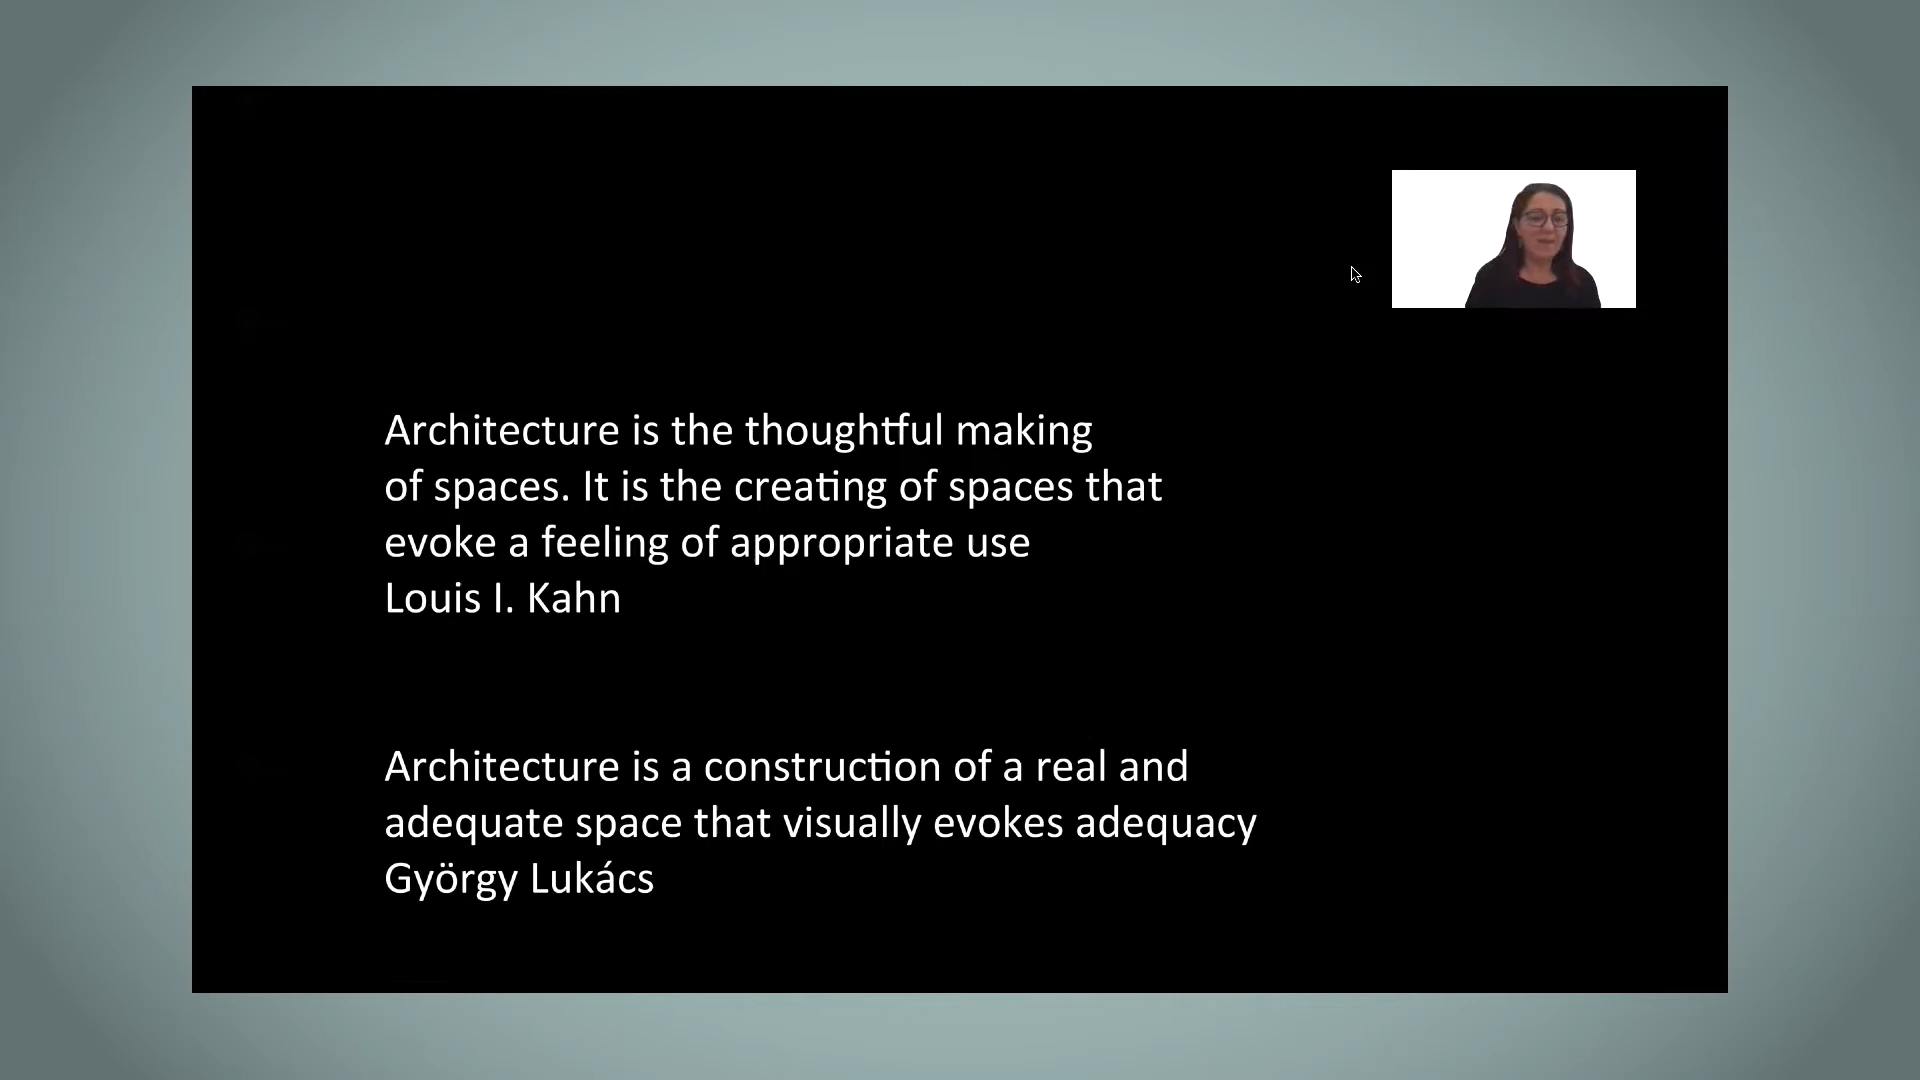 Architecture is the thoughtful making
of spaces. It is the creating of spaces that
evoke a feeling of appropriate use
Louis I. Kahn
Architecture is a construction of a real and
adequate space that visually evokes adequacy
György Lukács